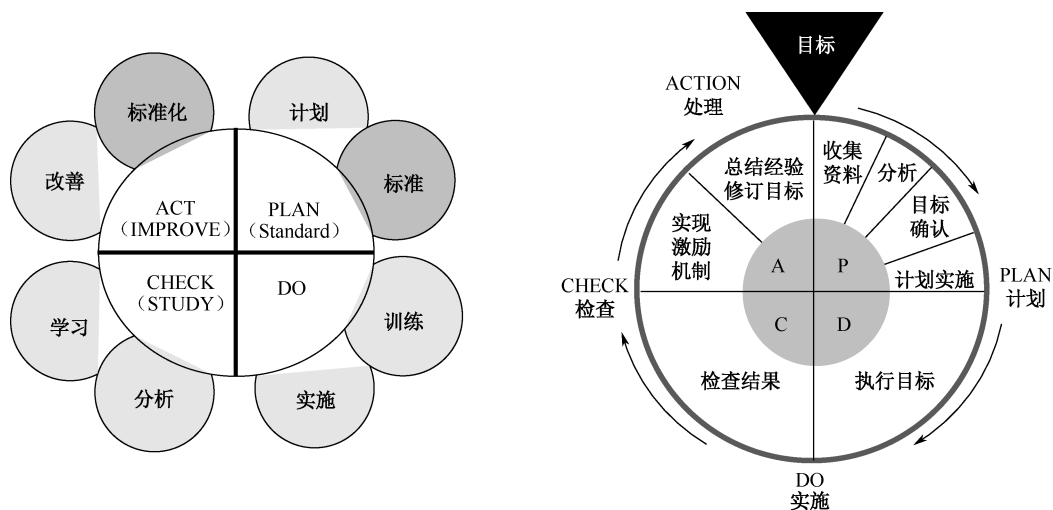 标准化
计划
改善
标准
ACT
（IMPROVE）
PLAN
（Standard）
CHECK
（STUDY）
DO
学习
训练
分析
实施
目标
ACTION
处理
总结经验
修订目标
收集
资料
分析
目标
确认
计划实施
实现
激励
机制
A
P
C
D
CHECK
检查
PLAN
计划
检查结果
执行目标
DO
实施